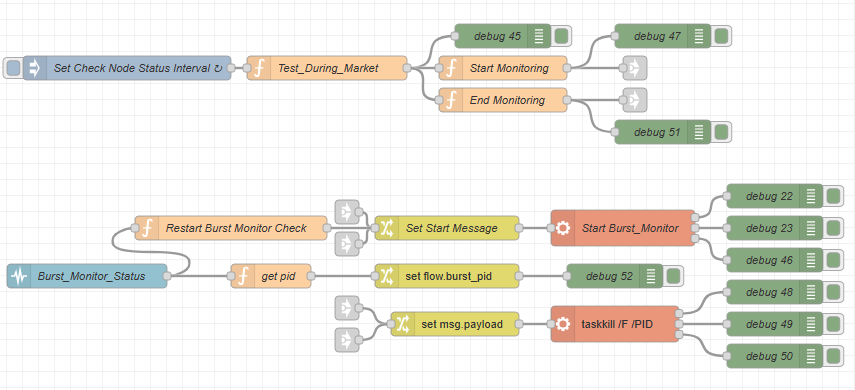 debug 45
debug 47
Set Check Node Status Interval ↻
Test_During_Market
Start Monitoring
End Monitoring
debug 51
debug 22
Restart Burst Monitor Check
Set Start Message
Start Burst_Monitor
debug 23
debug 46
Burst_Monitor_Status
get pid
set flow.burst_pid
debug 52
debug 48
set msg.payload
taskkill /F /PID
debug 49
debug 50